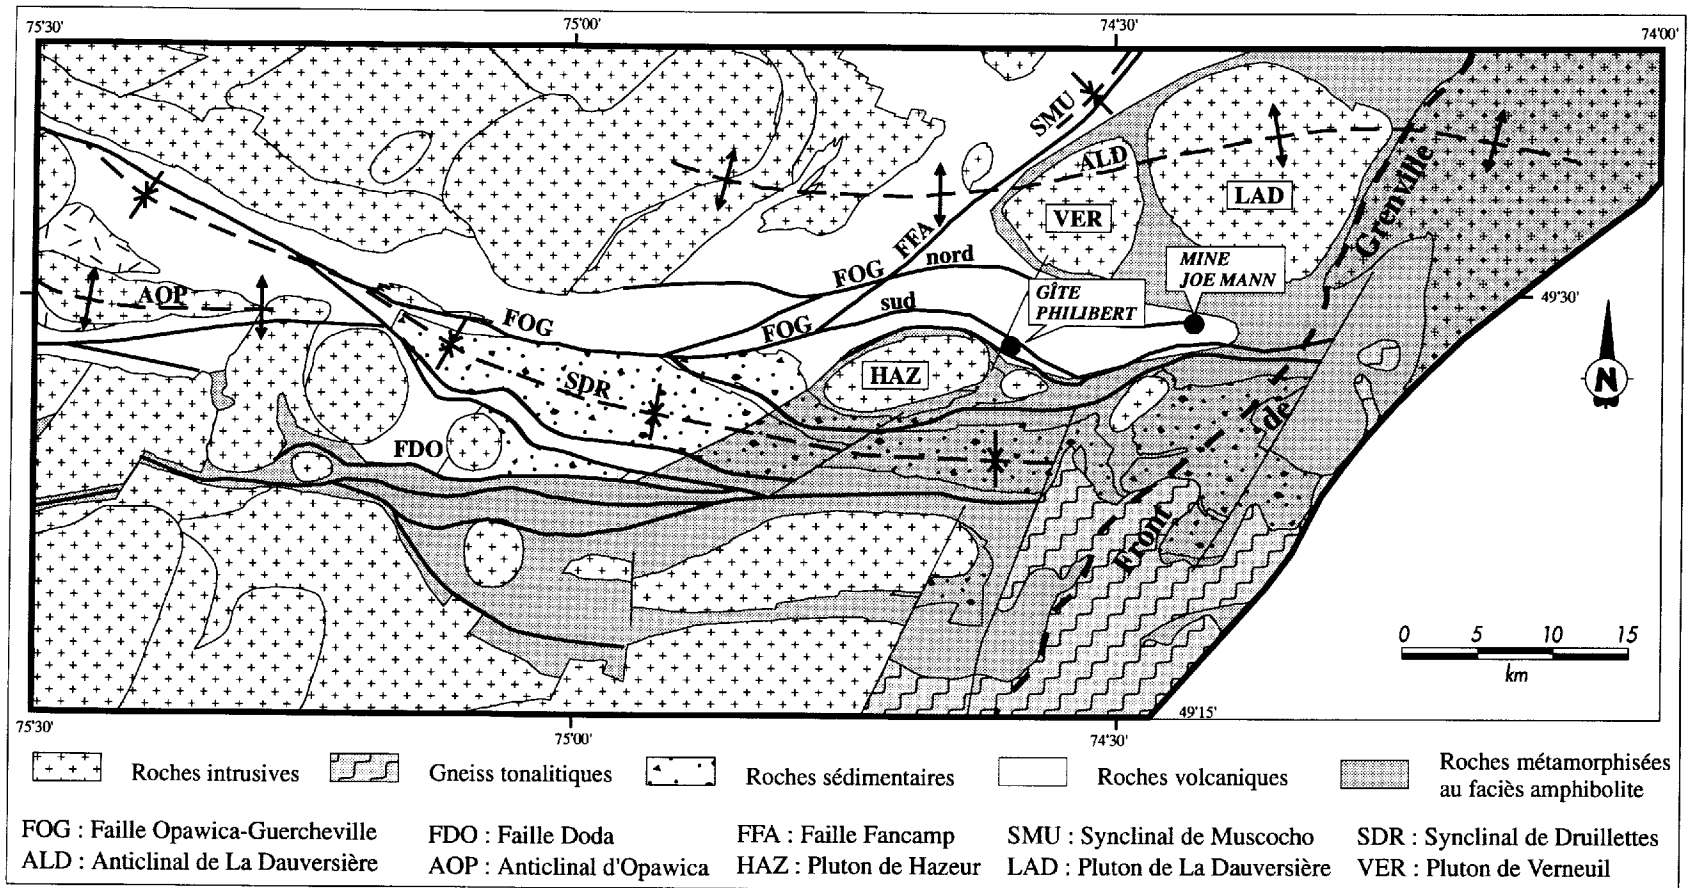 75'30'
75'00'
74'30'
74'00'
SMU
ALD
Grenville
VER
LAD
FFA
FOG nord
MINE
JOE MANN
AOP
GÎTE
PHILIBERT
49'30'
FOG
FOG sud
N
HAZ
SDR
de
FDO
Front
0 5 10 15
km
49'15'
75'30'
75'00'
74'30'
Roches intrusives
Gneiss tonalitiques
Roches sédimentaires
Roches volcaniques
Roches métamorphisées
au faciès amphibolite
FOG : Faille Opawica-Guercheville
FDO : Faille Doda
FFA : Faille Fancamp
SMU : Synclinal de Muscocho
SDR : Synclinal de Druillettes
ALD : Anticlinal de La Dauversière
AOP : Anticlinal d'Opawica
HAZ : Pluton de Hazeur
LAD : Pluton de La Dauversière
VER : Pluton de Verneuil